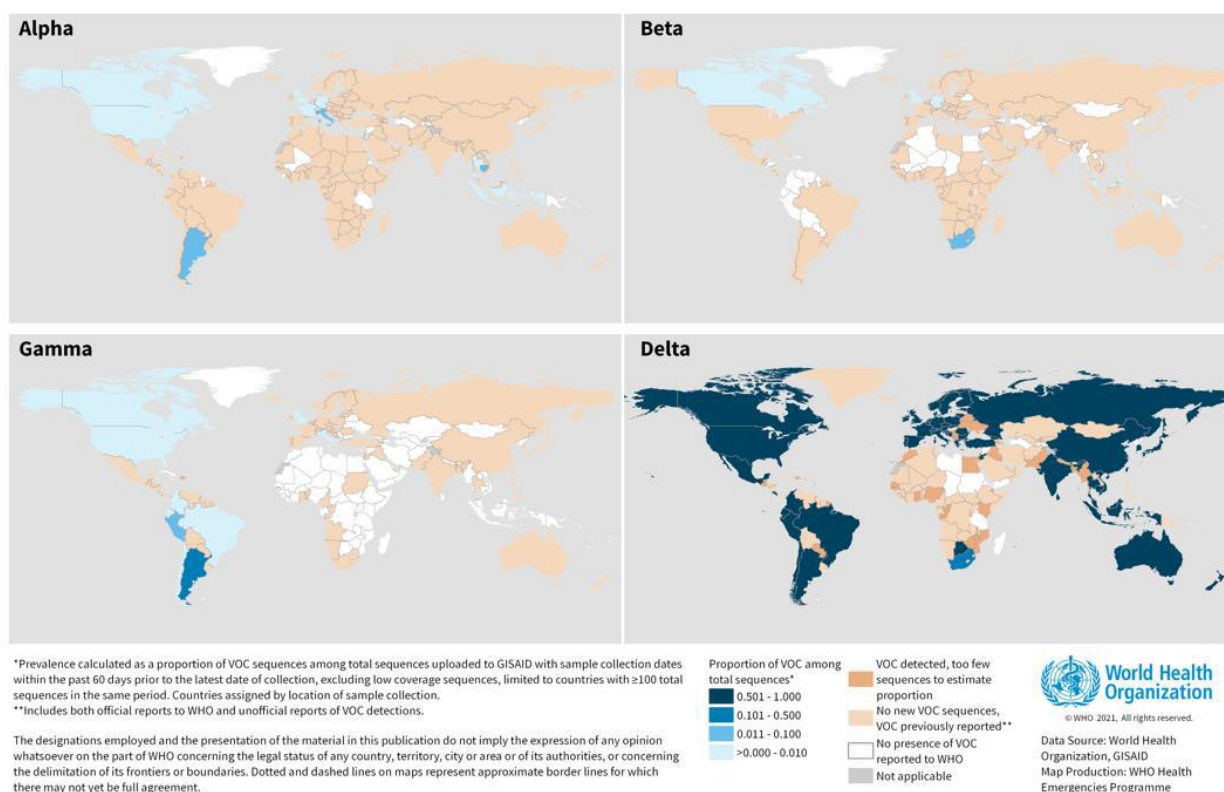 Alpha
Beta
Gamma
Delta
*Prevalence calculated as a proportion of VOC sequences among total sequences uploaded to GISAID with sample collection dates
within the past 60 days prior to the latest date of collection, excluding low coverage sequences, limited to countries with ≥100 total
sequences in the same period. Countries assigned by location of sample collection.
**Includes both official reports to WHO and unofficial reports of VOC detections.
The designations employed and the presentation of the material in this publication do not imply the expression of any opinion
whatsoever on the part of WHO concerning the legal status of any country, territory, city or area or of its authorities, or concerning
the delimitation of its frontiers or boundaries. Dotted and dashed lines on maps represent approximate border lines for which
there may not yet be full agreement.
Proportion of VOC among
total sequences*
0.501 - 1.000
0.101 - 0.500
0.011 - 0.100
>0.000 - 0.010
VOC detected, too few
sequences to estimate
proportion
No new VOC sequences,
VOC previously reported**
No presence of VOC
reported to WHO
Not applicable
World Health
Organization
© WHO 2021, All rights reserved.
Data Source: World Health
Organization, GISAID
Map Production: WHO Health
Emergencies Programme